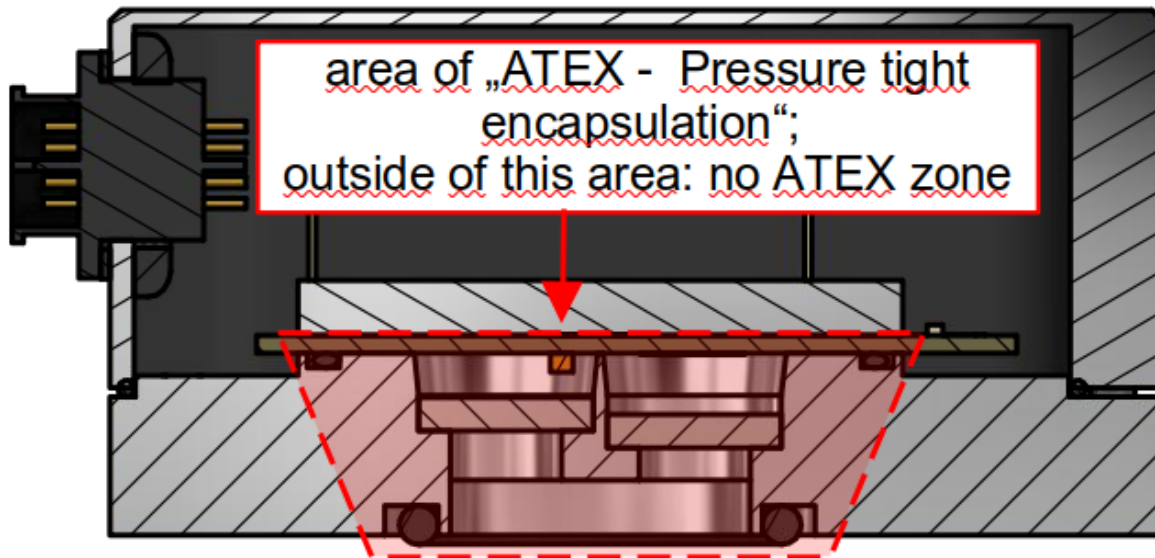 area of „ATEX -  Pressure tight
encapsulation“;
outside of this area: no ATEX zone